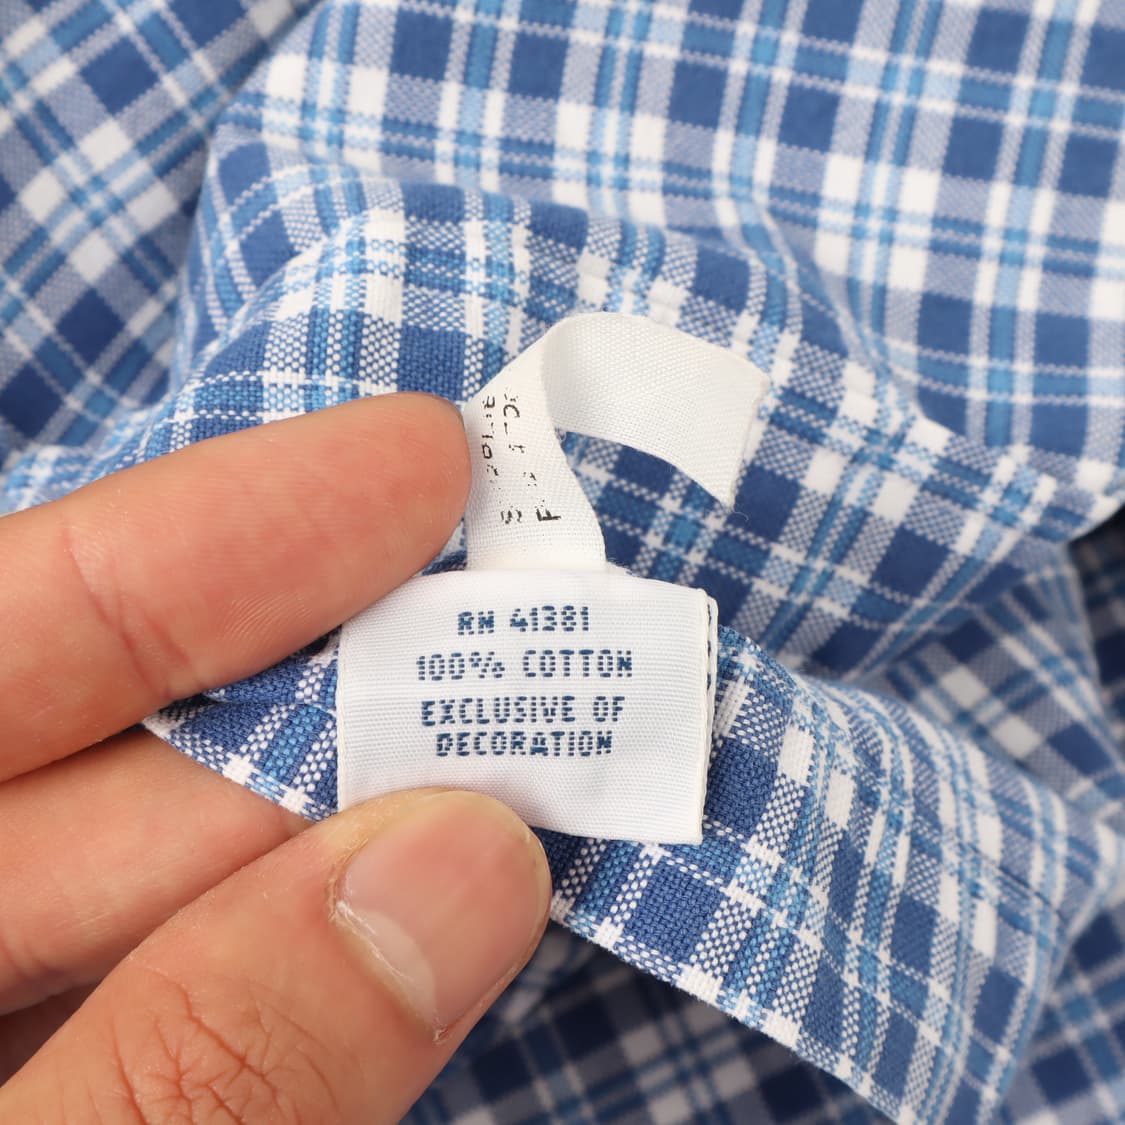 RN 41381
100% COTTON
EXCLUSIVE OF
DECORATION